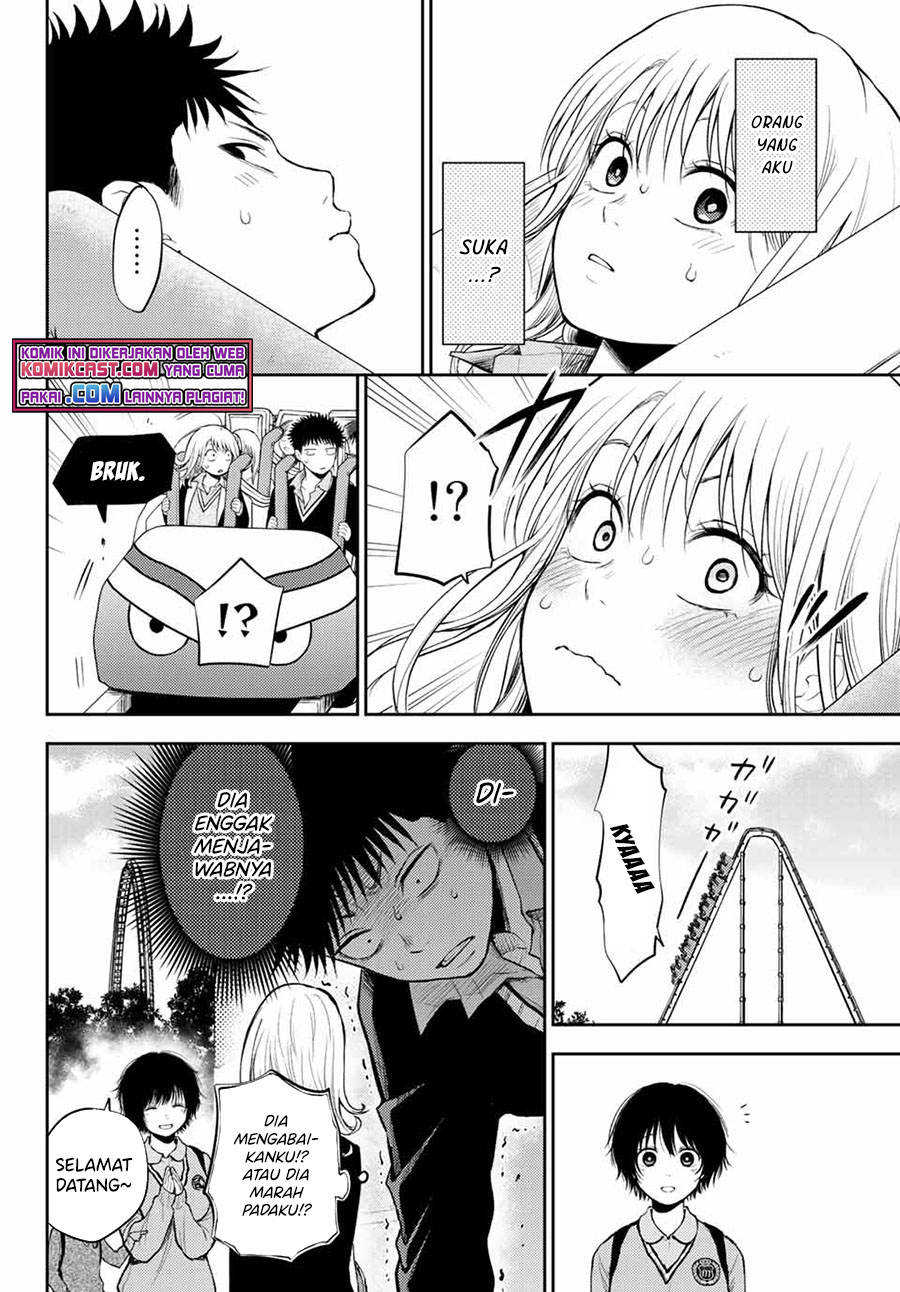 ORANG
YANG
AKU
SUKA
...?
......
KOMIK INI DIKERJAKAN OLEH WEB
KOMIKCAST.COM YANG CUMA
PAKAI .COM LAINNYA PLAGIAT!
!?
ガ
BRUK.
!?
KYAAAA
ガガガ
DI-
DIA
ENGGAK
MENJA-
WABNYA
....!?
DIA
MENGABAI-
KANKU!?
ATAU DIA
MARAH
PADAKU!?
SELAMAT
DATANG~